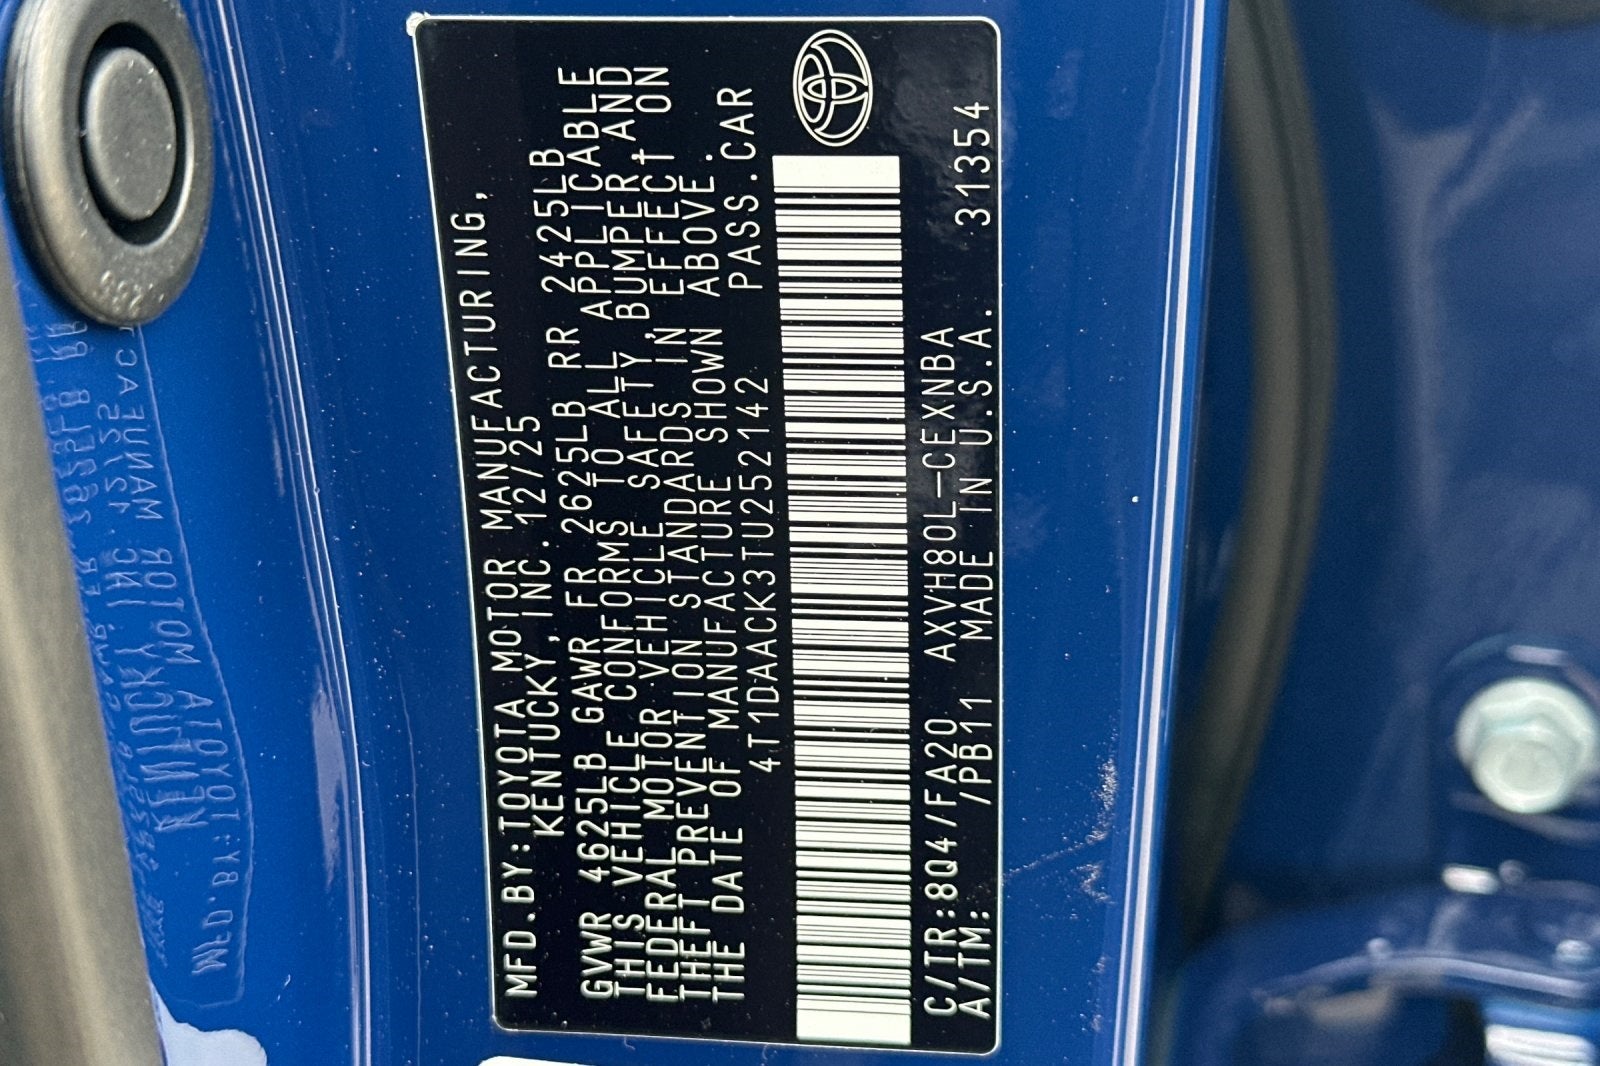 MFD.BY:TOYOTA MOTOR MANUFACTURING,
KENTUCKY,INC. 12/25
GVWR 4625LB GAWR FR 2625LB RR 2425LB
THIS VEHICLE CONFORMS TO ALL APPLICABLE
FEDERAL MOTOR VEHICLE SAFETY,BUMPER,AND
THEFT PREVENTION STANDARDS IN EFFECT ON
THE DATE OF MANUFACTURE SHOWN ABOVE.
4T1DAACK3TU252142 PASS.CAR
C/TR:8Q4/FA20 AXVH80L-CEXNBA 31354
A/TM: /PB11 MADE IN U.S.A.